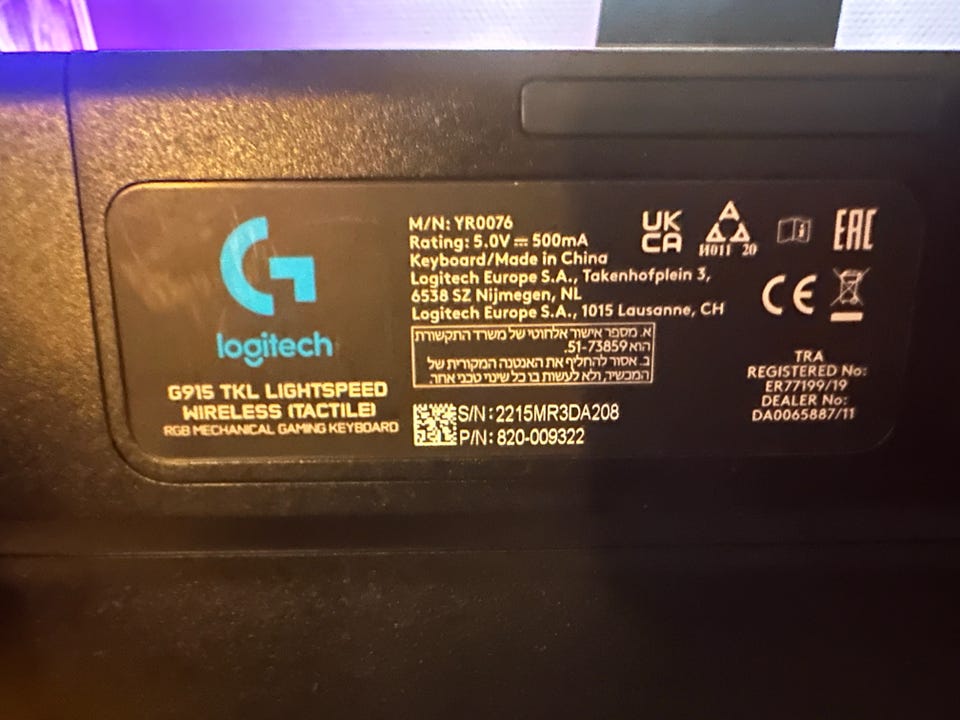 logitech
G915 TKL LIGHTSPEED
WIRELESS (TACTILE)
RGB MECHANICAL GAMING KEYBOARD
M/N: YR0076
Rating: 5.0V ⎓ 500mA
Keyboard/Made in China
Logitech Europe S.A., Takenhofplein 3,
6538 SZ Nijmegen, NL
Logitech Europe S.A., 1015 Lausanne, CH
א. מספר אישור אלחוטי של משרד התקשורת
הוא 51-73859.
ב. אסור להחליף את האנטנה המקורית של
המכשיר, ולא לעשות בו כל שינוי טכני אחר.
S/N: 2215MR3DA208
P/N: 820-009322
UK
CA
H011 20
EAC
CE
TRA
REGISTERED No:
ER77199/19
DEALER No:
DA0065887/11